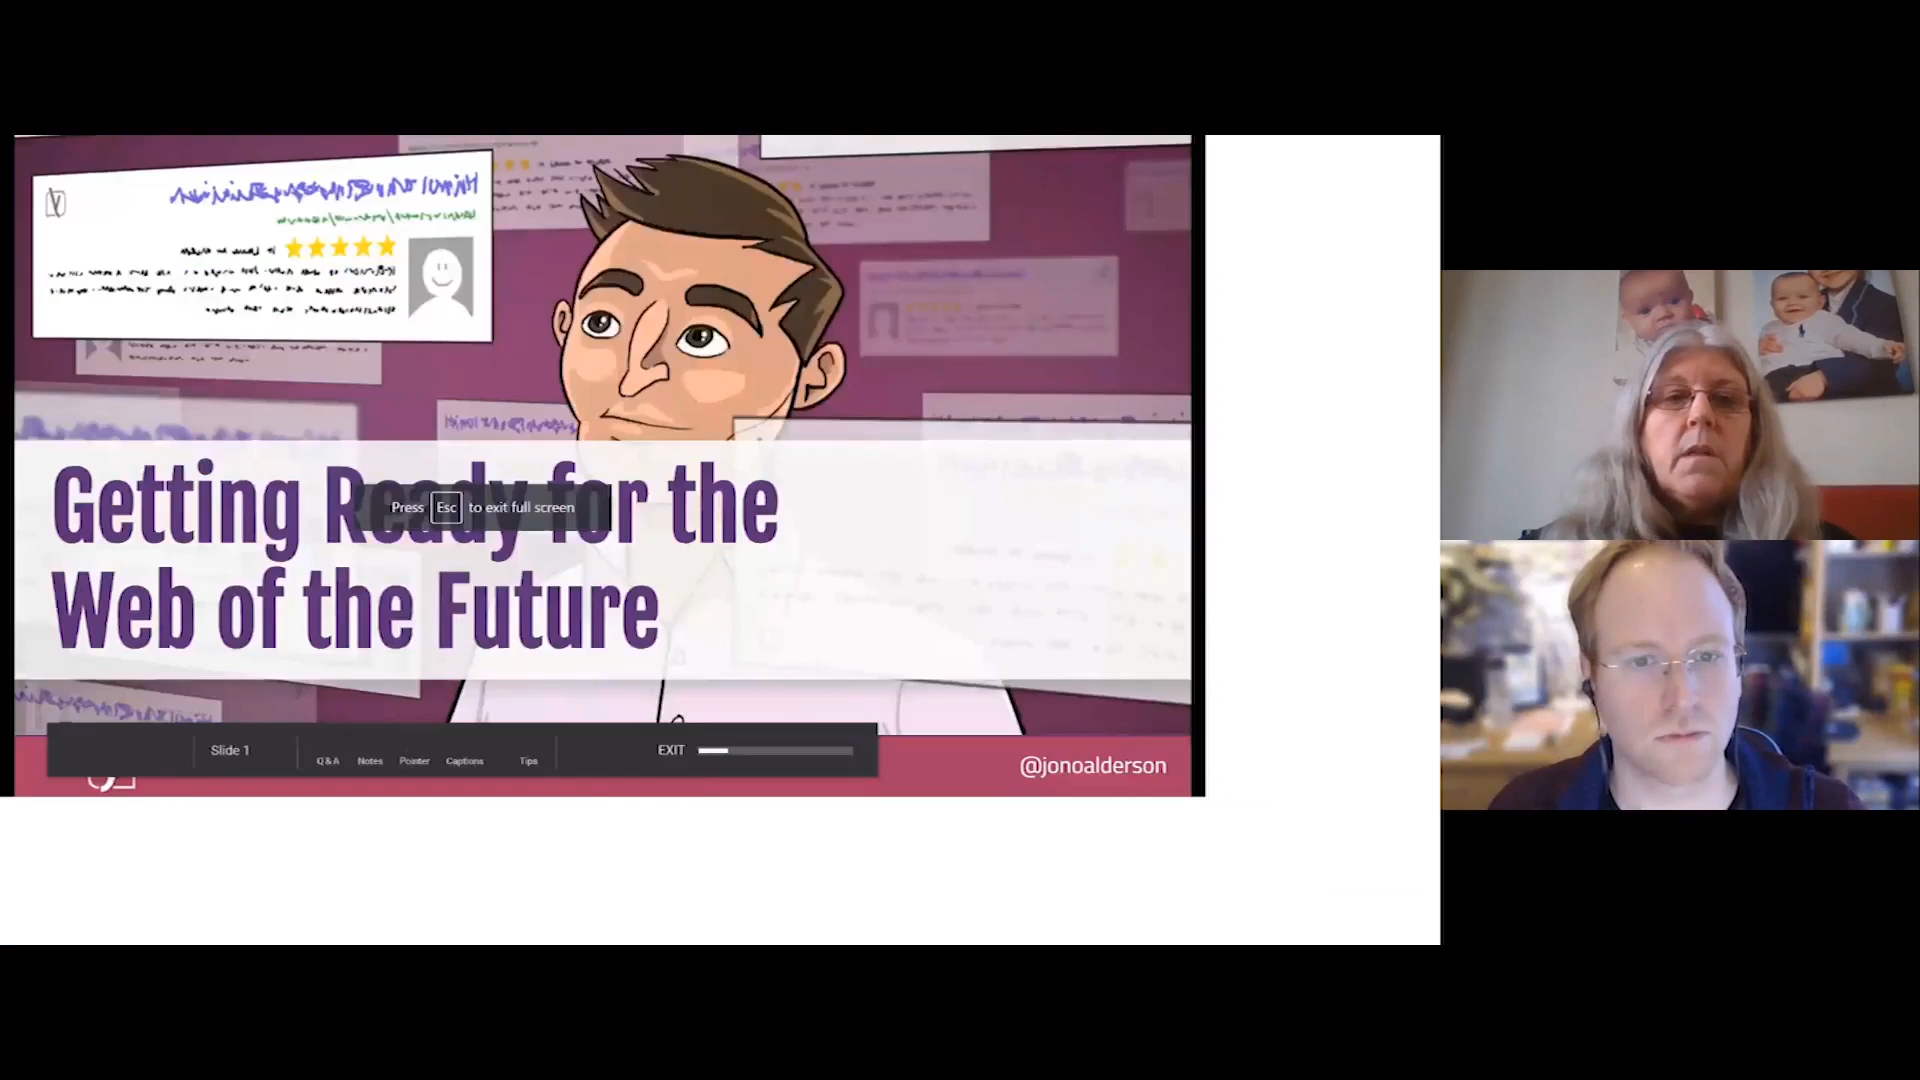 Getting Ready for the
Press Esc to exit full screen
Web of the Future
Slide 1
Q&A Notes Pointer Captions Tips
EXIT
@jonoalderson